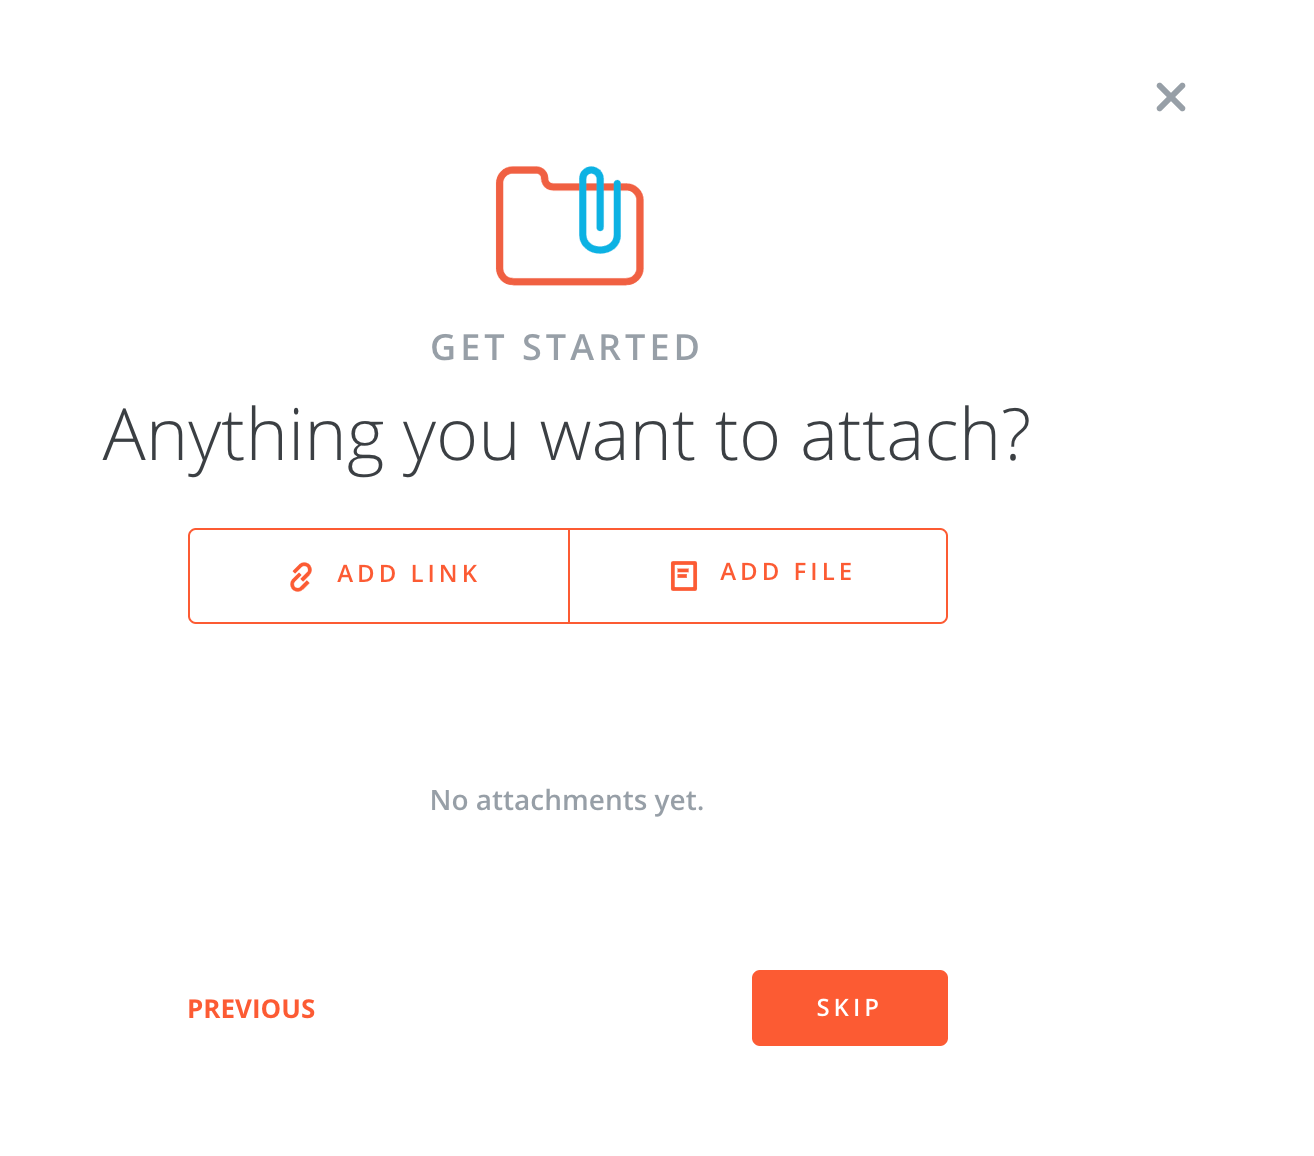 GET STARTED
Anything you want to attach?
ADD LINK
ADD FILE
No attachments yet.
PREVIOUS
SKIP